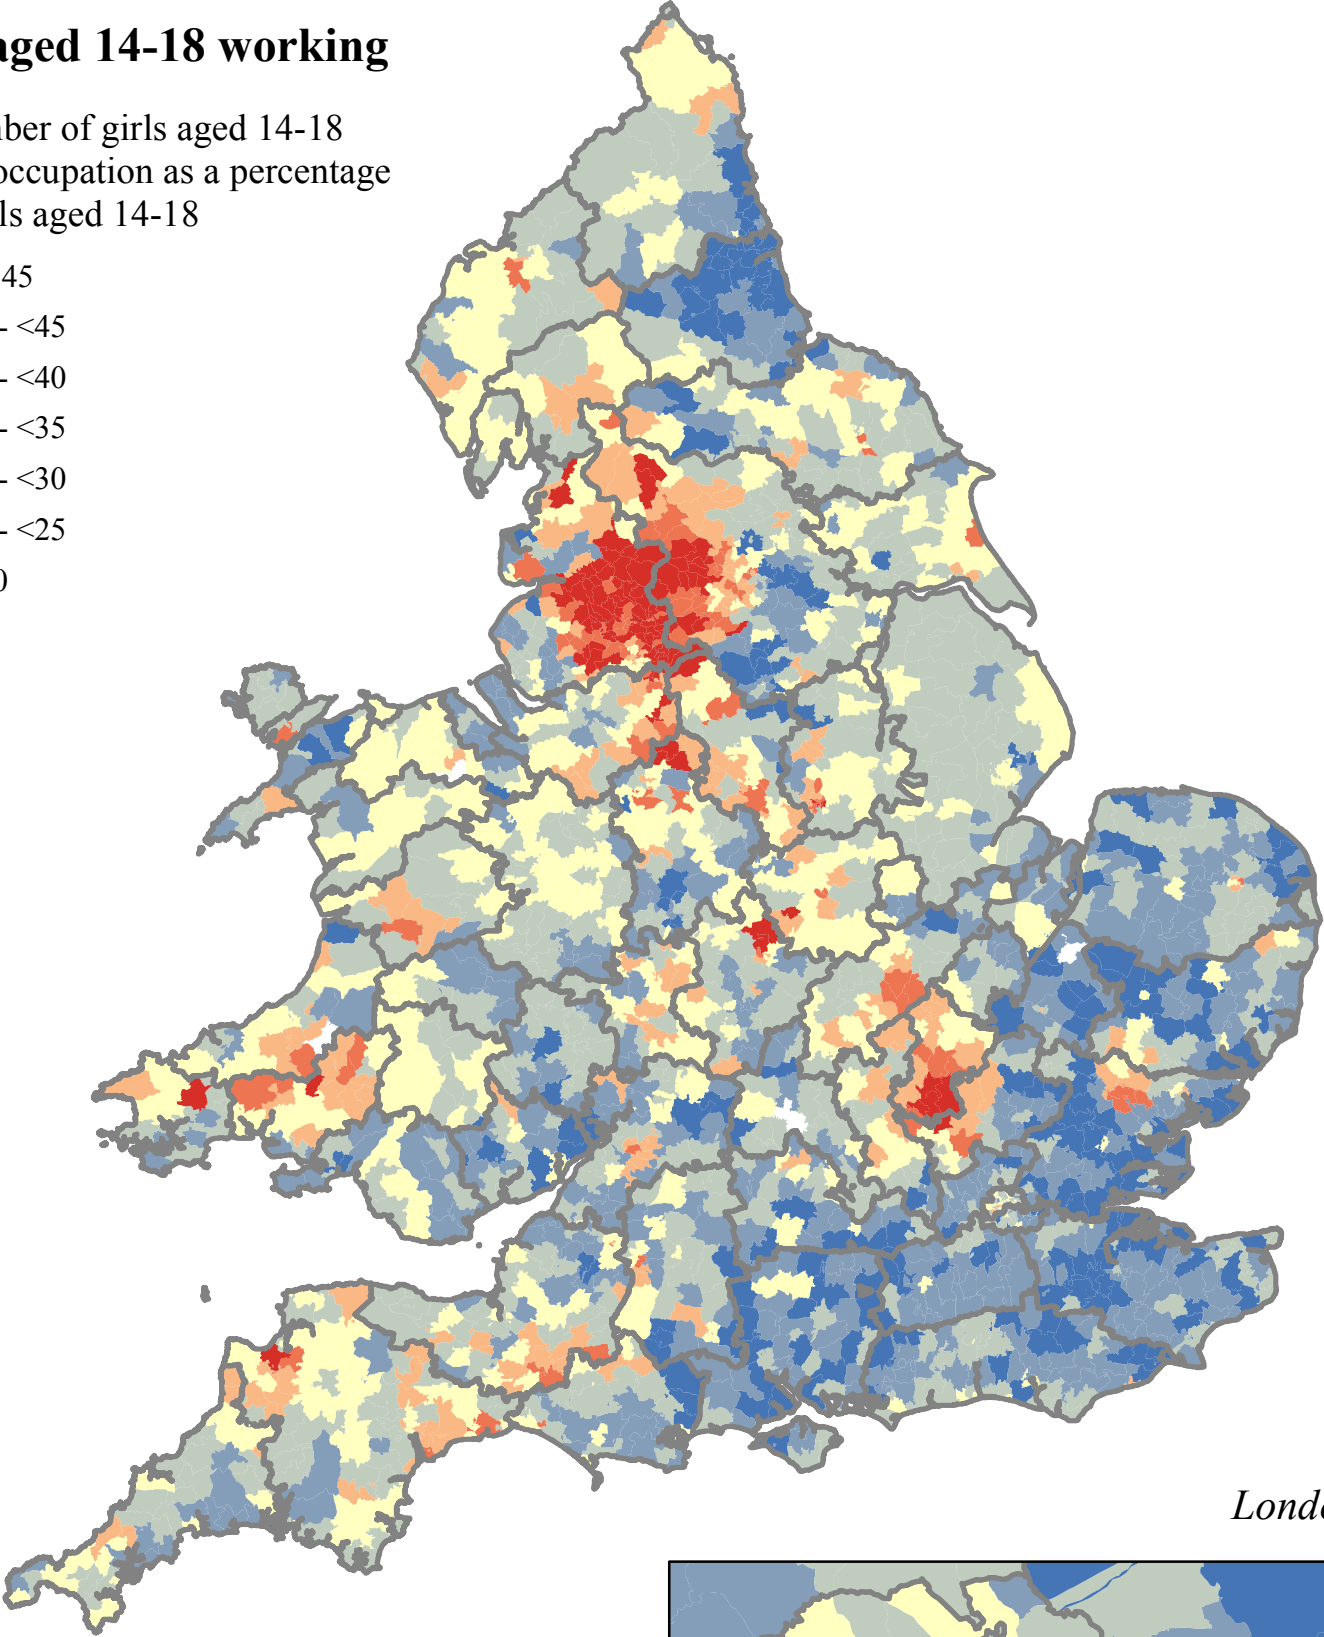 aged 14-18 working
ber of girls aged 14-18
occupation as a percentage
ls aged 14-18
45
- <45
- <40
- <35
- <30
- <25
0
Londo